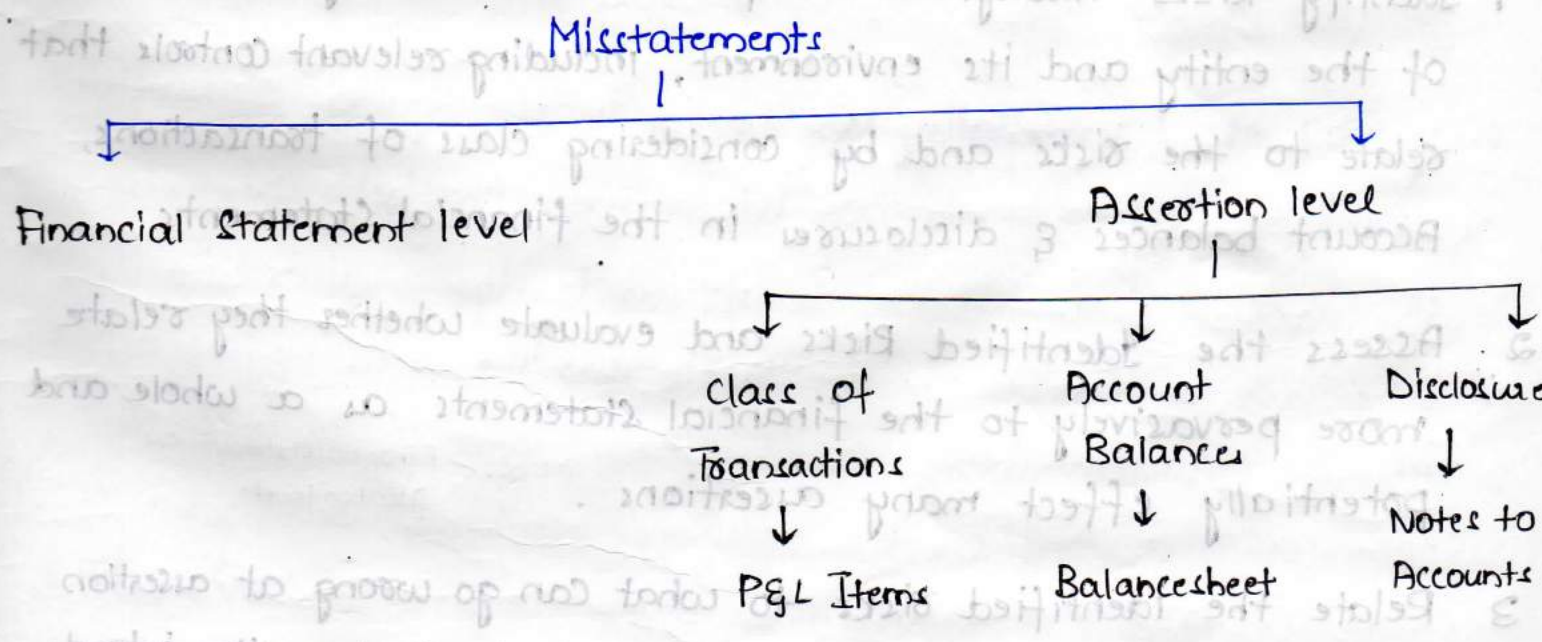 Misstatements
Financial Statement level
Assertion level
Class of
Transactions
P&L Items
Account
Balances
Balancesheet
Disclosure
Notes to
Accounts